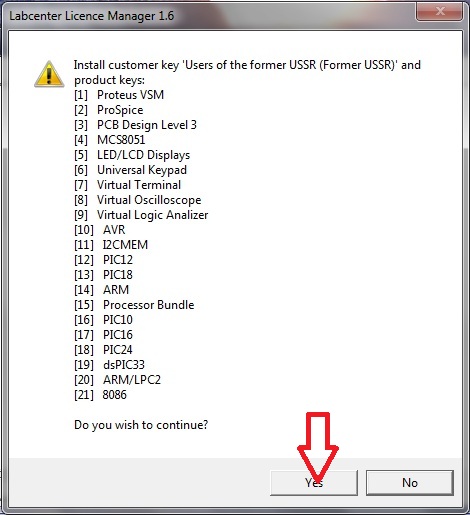 Labcenter Licence Manager 1.6
Install customer key 'Users of the former USSR (Former USSR)' and
product keys:
[1] Proteus VSM
[2] ProSpice
[3] PCB Design Level 3
[4] MCS8051
[5] LED/LCD Displays
[6] Universal Keypad
[7] Virtual Terminal
[8] Virtual Oscilloscope
[9] Virtual Logic Analizer
[10] AVR
[11] I2CMEM
[12] PIC12
[13] PIC18
[14] ARM
[15] Processor Bundle
[16] PIC10
[17] PIC16
[18] PIC24
[19] dsPIC33
[20] ARM/LPC2
[21] 8086
Do you wish to continue?
Yes No